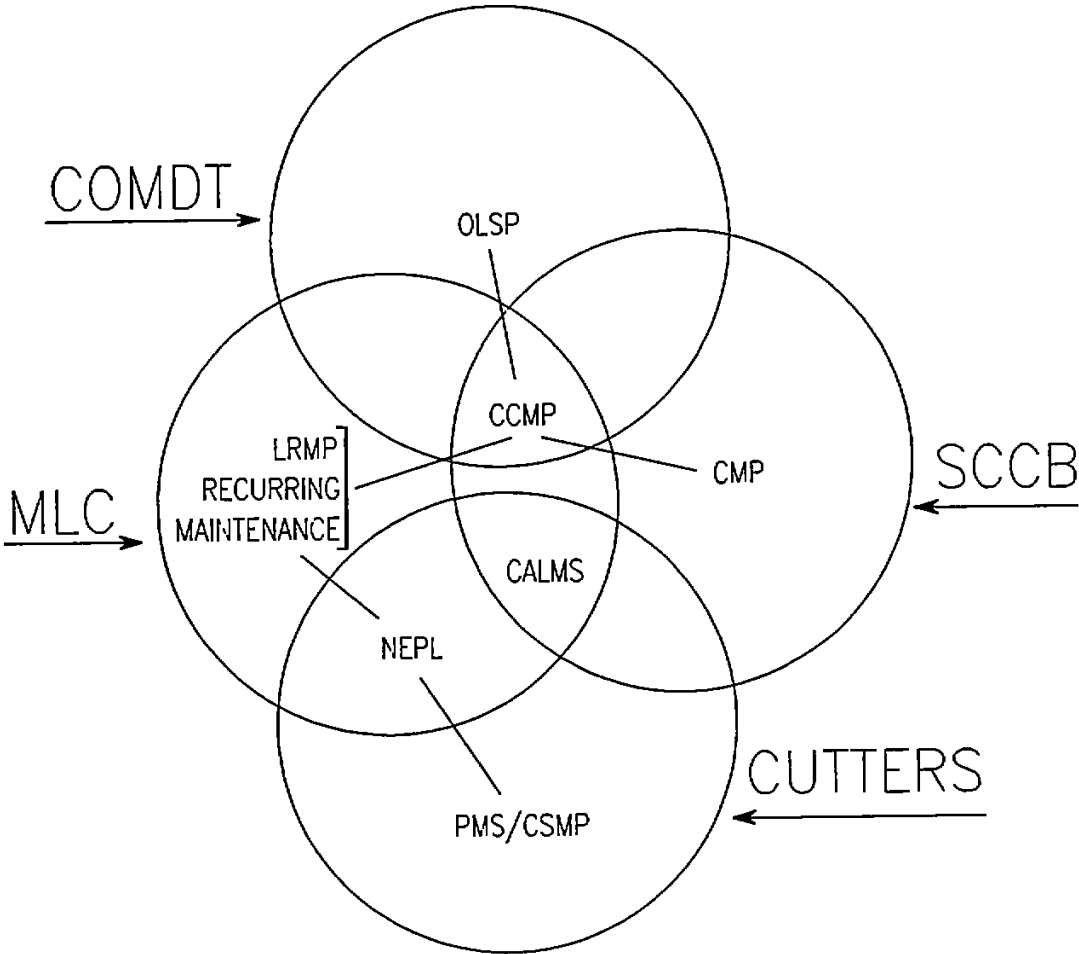 COMDT
OLSP
CCMP
LRMP
RECURRING
MAINTENANCE
CMP
SCCB
MLC
CALMS
NEPL
CUTTERS
PMS/CSMP